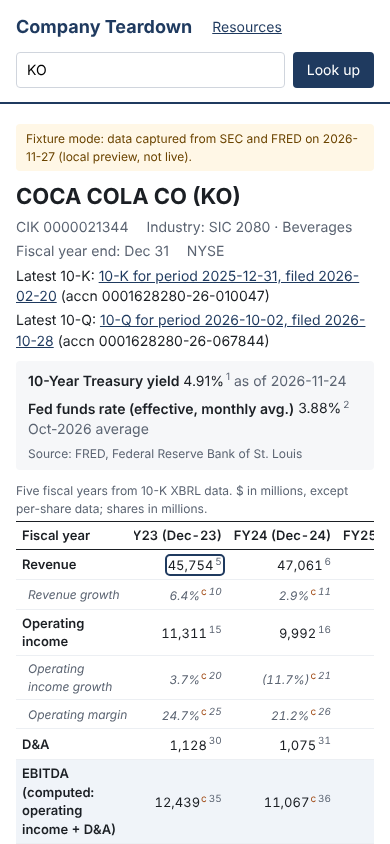 Company Teardown Resources
KO Look up
Fixture mode: data captured from SEC and FRED on 2026-
11-27 (local preview, not live).
COCA COLA CO (KO)
CIK 0000021344 Industry: SIC 2080 · Beverages
Fiscal year end: Dec 31 NYSE
Latest 10-K: 10-K for period 2025-12-31, filed 2026-
02-20 (accn 0001628280-26-010047)
Latest 10-Q: 10-Q for period 2026-10-02, filed 2026-
10-28 (accn 0001628280-26-067844)
10-Year Treasury yield 4.91% 1 as of 2026-11-24
Fed funds rate (effective, monthly avg.) 3.88% 2
Oct-2026 average
Source: FRED, Federal Reserve Bank of St. Louis
Five fiscal years from 10-K XBRL data. $ in millions, except
per-share data; shares in millions.
Fiscal year Y23 (Dec-23) FY24 (Dec-24) FY25
Revenue 45,754 5 47,061 6
Revenue growth 6.4% c 10 2.9% c 11
Operating
income 11,311 15 9,992 16
Operating
income growth 3.7% c 20 (11.7%) c 21
Operating margin 24.7% c 25 21.2% c 26
D&A 1,128 30 1,075 31
EBITDA
(computed:
operating
income + D&A) 12,439 c 35 11,067 c 36